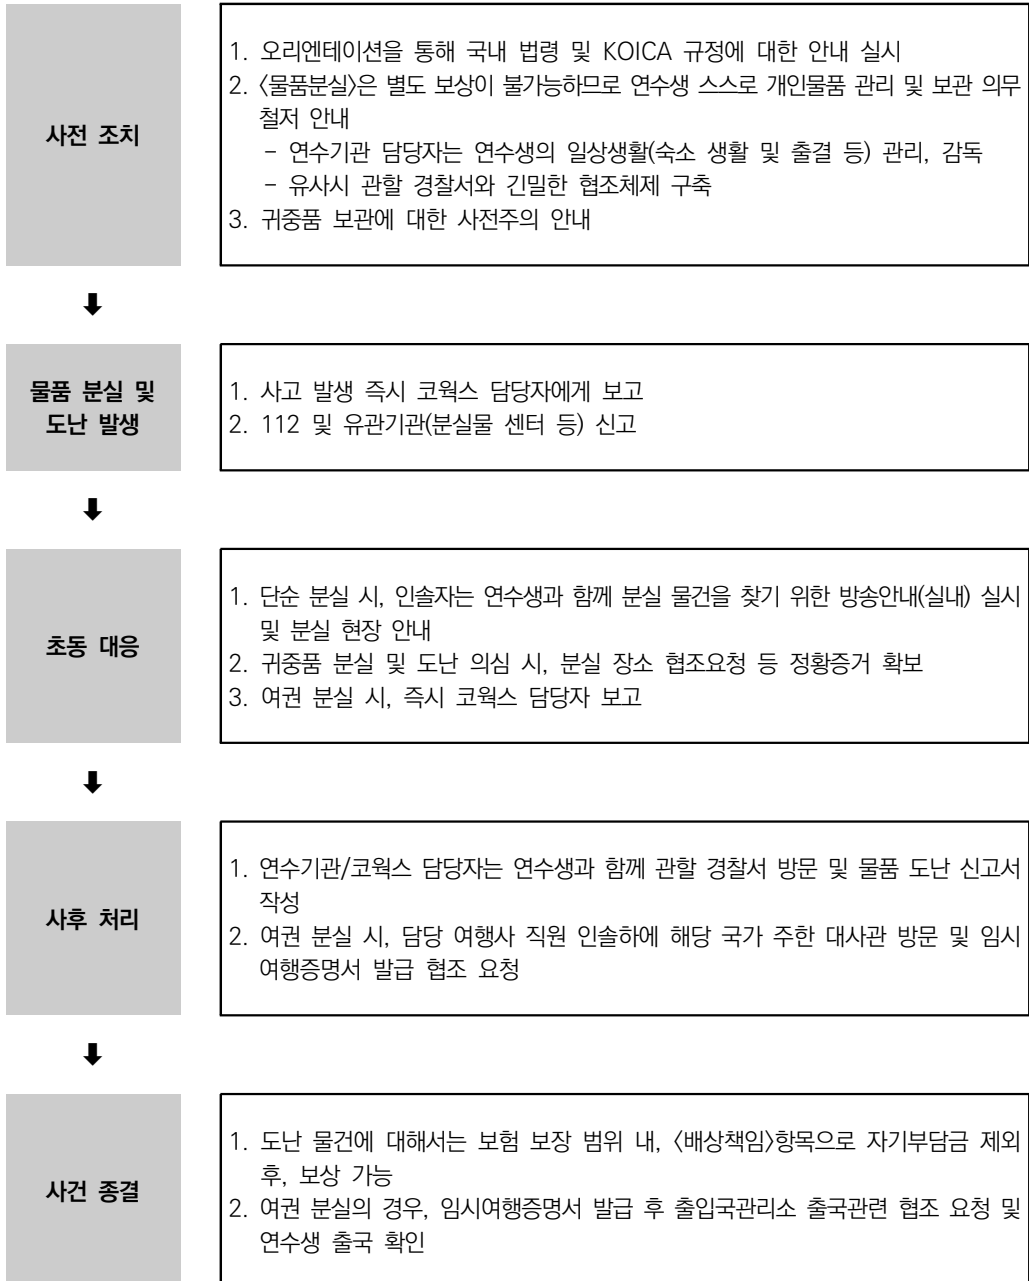 사전 조치
1. 오리엔테이션을 통해 국내 법령 및 KOICA 규정에 대한 안내 실시
2. 〈물품분실〉은 별도 보상이 불가능하므로 연수생 스스로 개인물품 관리 및 보관 의무
철저 안내
- 연수기관 담당자는 연수생의 일상생활(숙소 생활 및 출결 등) 관리, 감독
- 유사시 관할 경찰서와 긴밀한 협조체제 구축
3. 귀중품 보관에 대한 사전주의 안내
⬇
물품 분실 및
도난 발생
1. 사고 발생 즉시 코웍스 담당자에게 보고
2. 112 및 유관기관(분실물 센터 등) 신고
⬇
초동 대응
1. 단순 분실 시, 인솔자는 연수생과 함께 분실 물건을 찾기 위한 방송안내(실내) 실시
및 분실 현장 안내
2. 귀중품 분실 및 도난 의심 시, 분실 장소 협조요청 등 정황증거 확보
3. 여권 분실 시, 즉시 코웍스 담당자 보고
⬇
사후 처리
1. 연수기관/코웍스 담당자는 연수생과 함께 관할 경찰서 방문 및 물품 도난 신고서
작성
2. 여권 분실 시, 담당 여행사 직원 인솔하에 해당 국가 주한 대사관 방문 및 임시
여행증명서 발급 협조 요청
⬇
사건 종결
1. 도난 물건에 대해서는 보험 보장 범위 내, 〈배상책임〉항목으로 자기부담금 제외
후, 보상 가능
2. 여권 분실의 경우, 임시여행증명서 발급 후 출입국관리소 출국관련 협조 요청 및
연수생 출국 확인